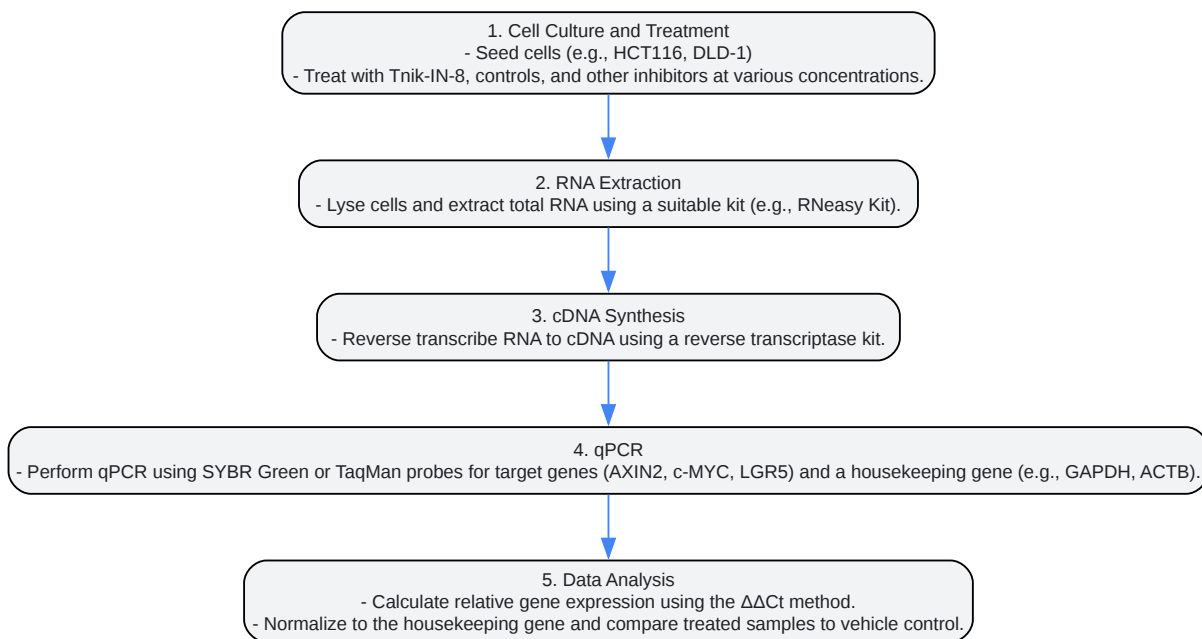 1. Cell Culture and Treatment
- Seed cells (e.g., HCT116, DLD-1)
- Treat with Tnik-IN-8, controls, and other inhibitors at various concentrations.
2. RNA Extraction
- Lyse cells and extract total RNA using a suitable kit (e.g., RNeasy Kit).
3. cDNA Synthesis
- Reverse transcribe RNA to cDNA using a reverse transcriptase kit.
4. qPCR
- Perform qPCR using SYBR Green or TaqMan probes for target genes (AXIN2, c-MYC, LGR5) and a housekeeping gene (e.g., GAPDH, ACTB).
5. Data Analysis
- Calculate relative gene expression using the ΔΔCt method.
- Normalize to the housekeeping gene and compare treated samples to vehicle control.